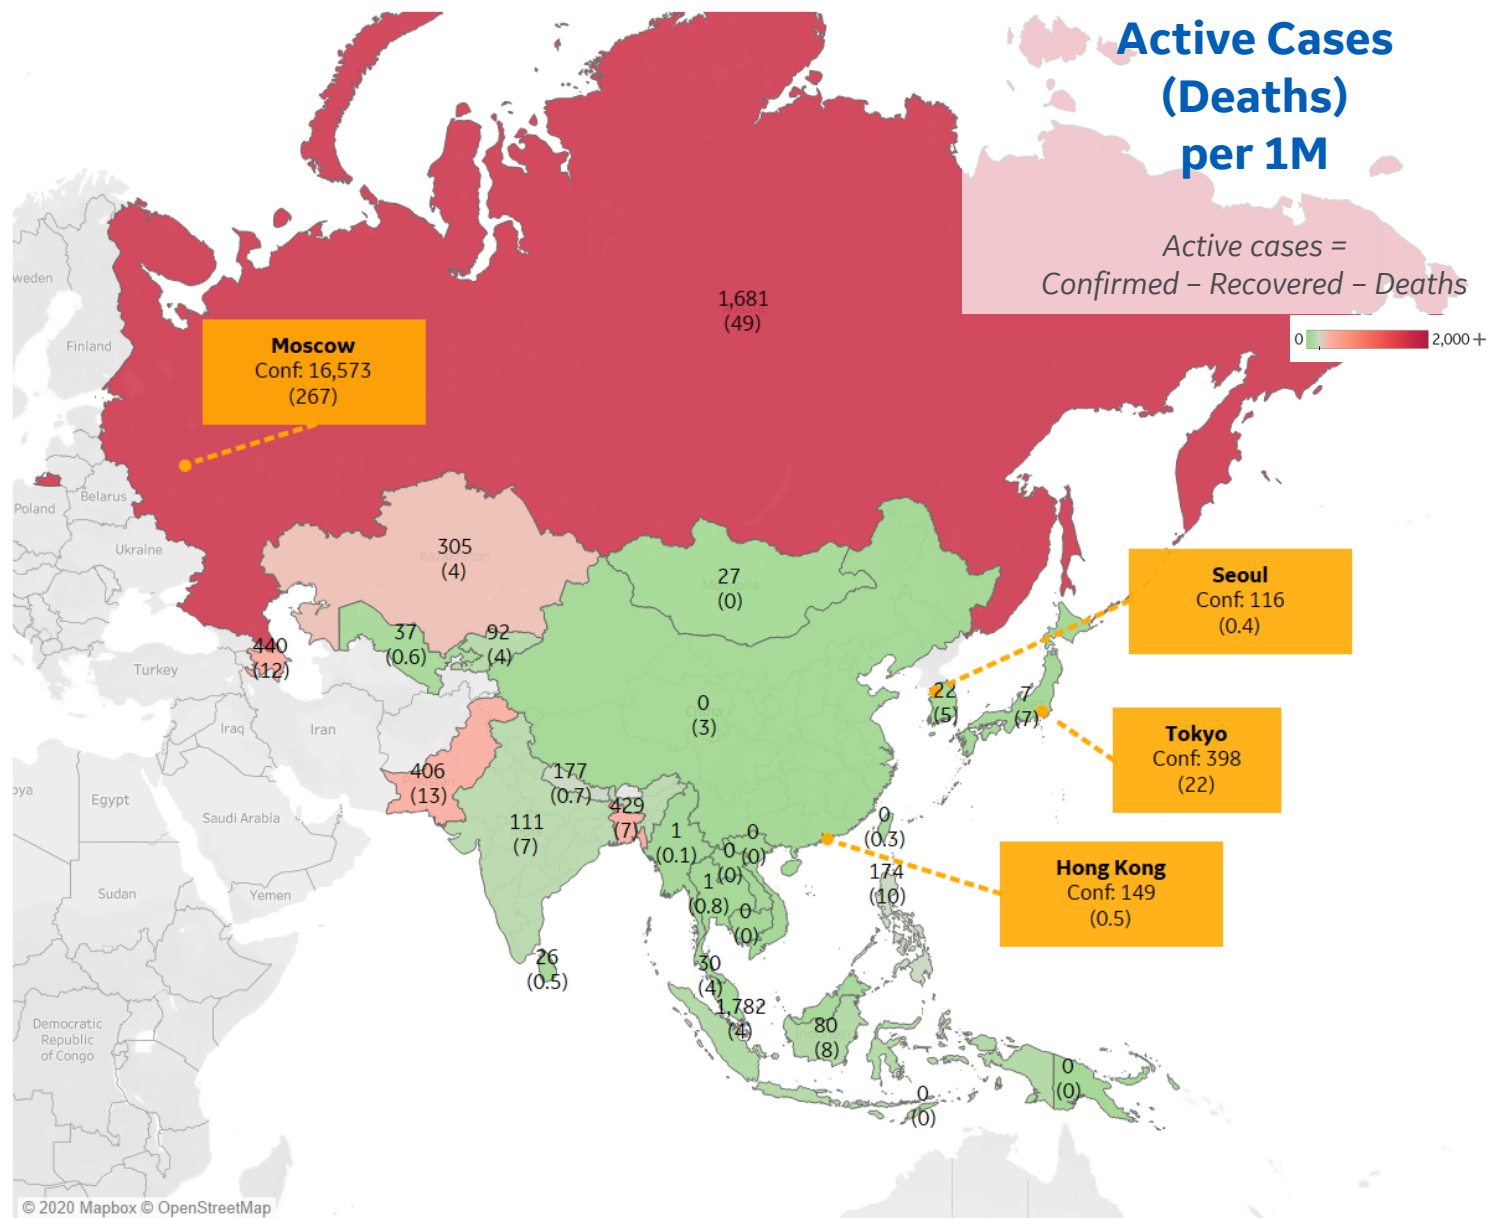 Active Cases
(Deaths)
per 1M
Active cases =
Confirmed – Recovered – Deaths
0
2,000 +
1,681
(49)
weden
Finland
Moscow
Conf: 16,573
(267)
Poland
Belarus
Ukraine
305
(4)
27
(0)
Seoul
Conf: 116
(0.4)
37
(0.6)
92
(4)
440
(12)
Turkey
Iraq
Iran
0
(3)
22
(5)
7
(7)
Tokyo
Conf: 398
(22)
406
(13)
177
(0.7)
429
(7)
oya
Egypt
Saudi Arabia
111
(7)
1
(0.1)
0
(0)
0
(0)
0
(0.3)
1
(0.8)
0
(0)
174
(10)
Hong Kong
Conf: 149
(0.5)
Sudan
Yemen
26
(0.5)
30
(4)
1,782
(4)
80
(8)
Democratic
Republic
of Congo
0
(0)
0
(0)
© 2020 Mapbox © OpenStreetMap